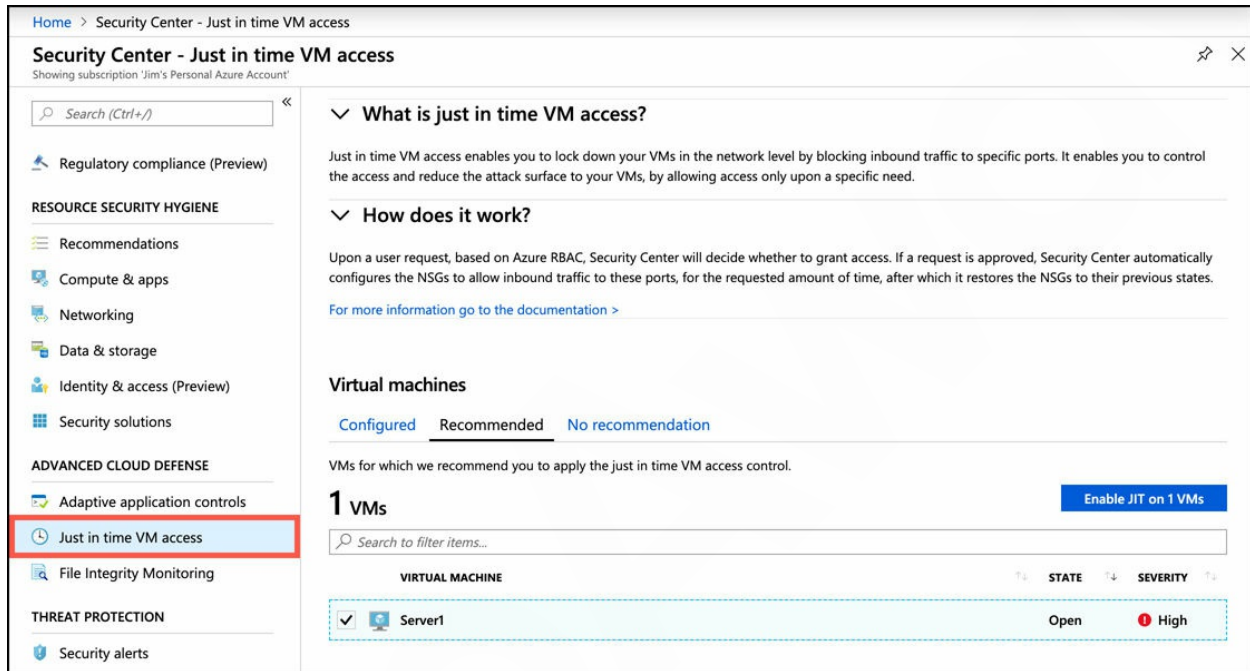 Home > Security Center - Just in time VM access
Security Center - Just in time VM access
Showing subscription 'Jim's Personal Azure Account'
Search (Ctrl+/)
«
Regulatory compliance (Preview)
RESOURCE SECURITY HYGIENE
Recommendations
Compute & apps
Networking
Data & storage
Identity & access (Preview)
Security solutions
ADVANCED CLOUD DEFENSE
Adaptive application controls
Just in time VM access
File Integrity Monitoring
THREAT PROTECTION
Security alerts
What is just in time VM access?
Just in time VM access enables you to lock down your VMs in the network level by blocking inbound traffic to specific ports. It enables you to control
the access and reduce the attack surface to your VMs, by allowing access only upon a specific need.
How does it work?
Upon a user request, based on Azure RBAC, Security Center will decide whether to grant access. If a request is approved, Security Center automatically
configures the NSGs to allow inbound traffic to these ports, for the requested amount of time, after which it restores the NSGs to their previous states.
For more information go to the documentation >
Virtual machines
Configured Recommended No recommendation
VMs for which we recommend you to apply the just in time VM access control.
1 VMs
Enable JIT on 1 VMs
Search to filter items...
VIRTUAL MACHINE STATE SEVERITY
Server1 Open High